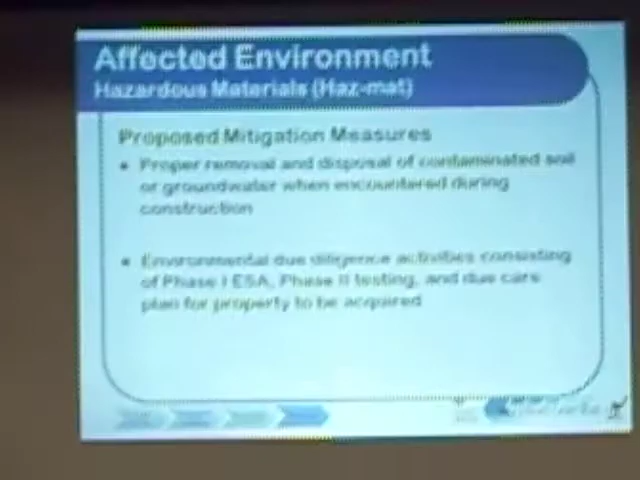 Affected Environment
Hazardous Materials (Haz-mat)
Proposed Mitigation Measures
• Proper removal and disposal of contaminated soil
or groundwater when encountered during
construction
• Environmental due diligence activities consisting
of Phase I ESA, Phase II testing, and due care
plan for property to be acquired